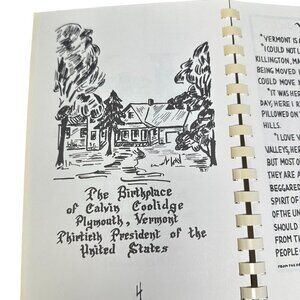 The Birthplace
of Calvin Coolidge
Plymouth, Vermont
Thirtieth President of the
United States
4
"VERMONT IS A
I COULD NOT L
KILLINGTON, MA
BEING MOVED
COULD MOVE
"IT WAS HER
DAY; HERE I
PILLOWED ON
HILLS.
"I LOVE
VALLEYS, HER
BUT MOST O
THEY ARE A
BEGGARED
SPIRIT OF
OF THE UN
SHOULD
FROM TH
PEOPLE
FROM THE